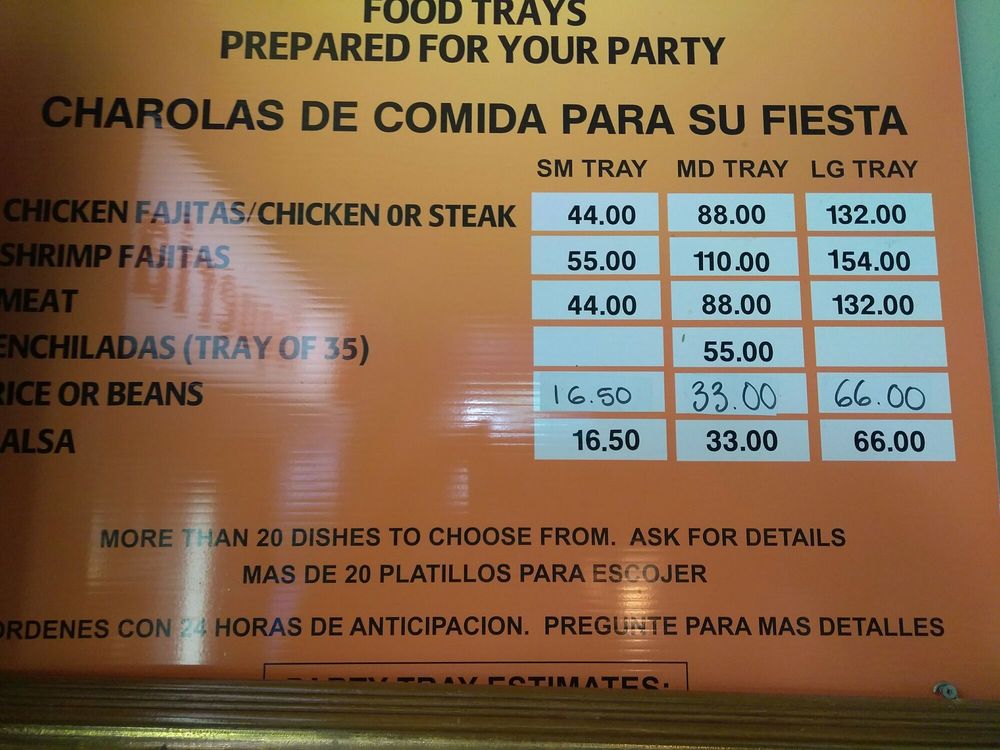 FOOD TRAYS
PREPARED FOR YOUR PARTY
CHAROLAS DE COMIDA PARA SU FIESTA
SM TRAY MD TRAY LG TRAY
CHICKEN FAJITAS/CHICKEN OR STEAK 44.00 88.00 132.00
SHRIMP FAJITAS 55.00 110.00 154.00
MEAT 44.00 88.00 132.00
ENCHILADAS (TRAY OF 35) 55.00
RICE OR BEANS 16.50 33.00 66.00
ALSA 16.50 33.00 66.00
MORE THAN 20 DISHES TO CHOOSE FROM. ASK FOR DETAILS
MAS DE 20 PLATILLOS PARA ESCOJER
ORDENES CON 24 HORAS DE ANTICIPACION. PREGUNTE PARA MAS DETALLES
PARTY TRAY ESTIMATES: